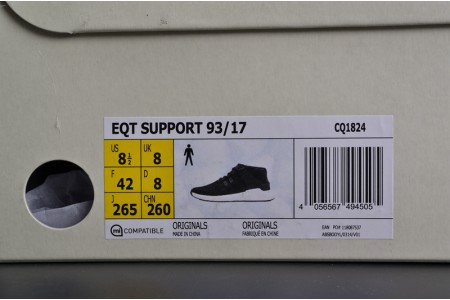 EQT SUPPORT 93/17 CQ1824
US 8½ UK 8
F 42 D 8
J 265 CHN 260
COMPATIBLE
ORIGINALS ORIGINALS
MADE IN CHINA FABRIQUÉ EN CHINE
4 056567 494505
EAN